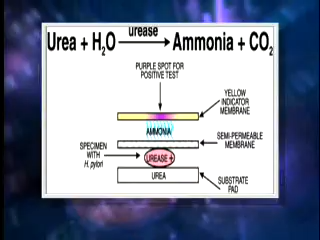 Urea + H₂O urease Ammonia + CO₂
PURPLE SPOT FOR
POSITIVE TEST
YELLOW
INDICATOR
MEMBRANE
AMMONIA
SEMI-PERMEABLE
MEMBRANE
SPECIMEN
WITH
H. pylori
UREASE +
UREA
SUBSTRATE
PAD